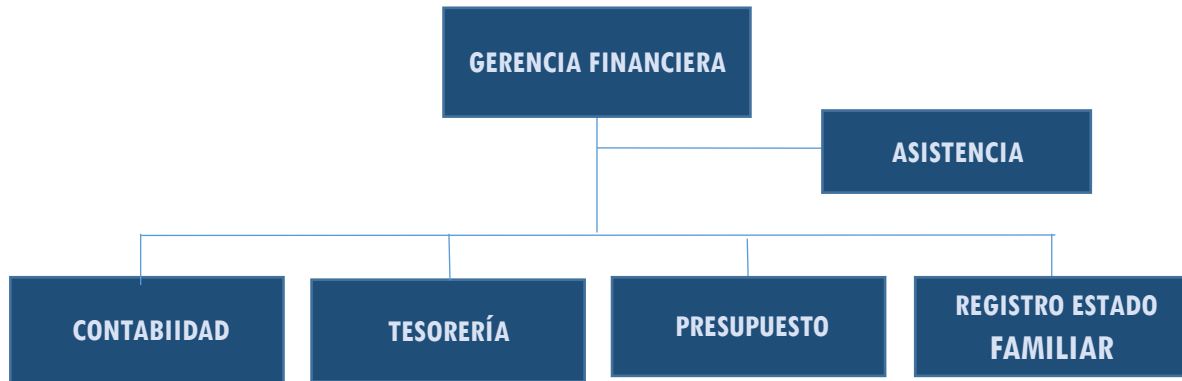 GERENCIA FINANCIERA
ASISTENCIA
CONTABIIDAD
TESORERÍA
PRESUPUESTO
REGISTRO ESTADO
FAMILIAR